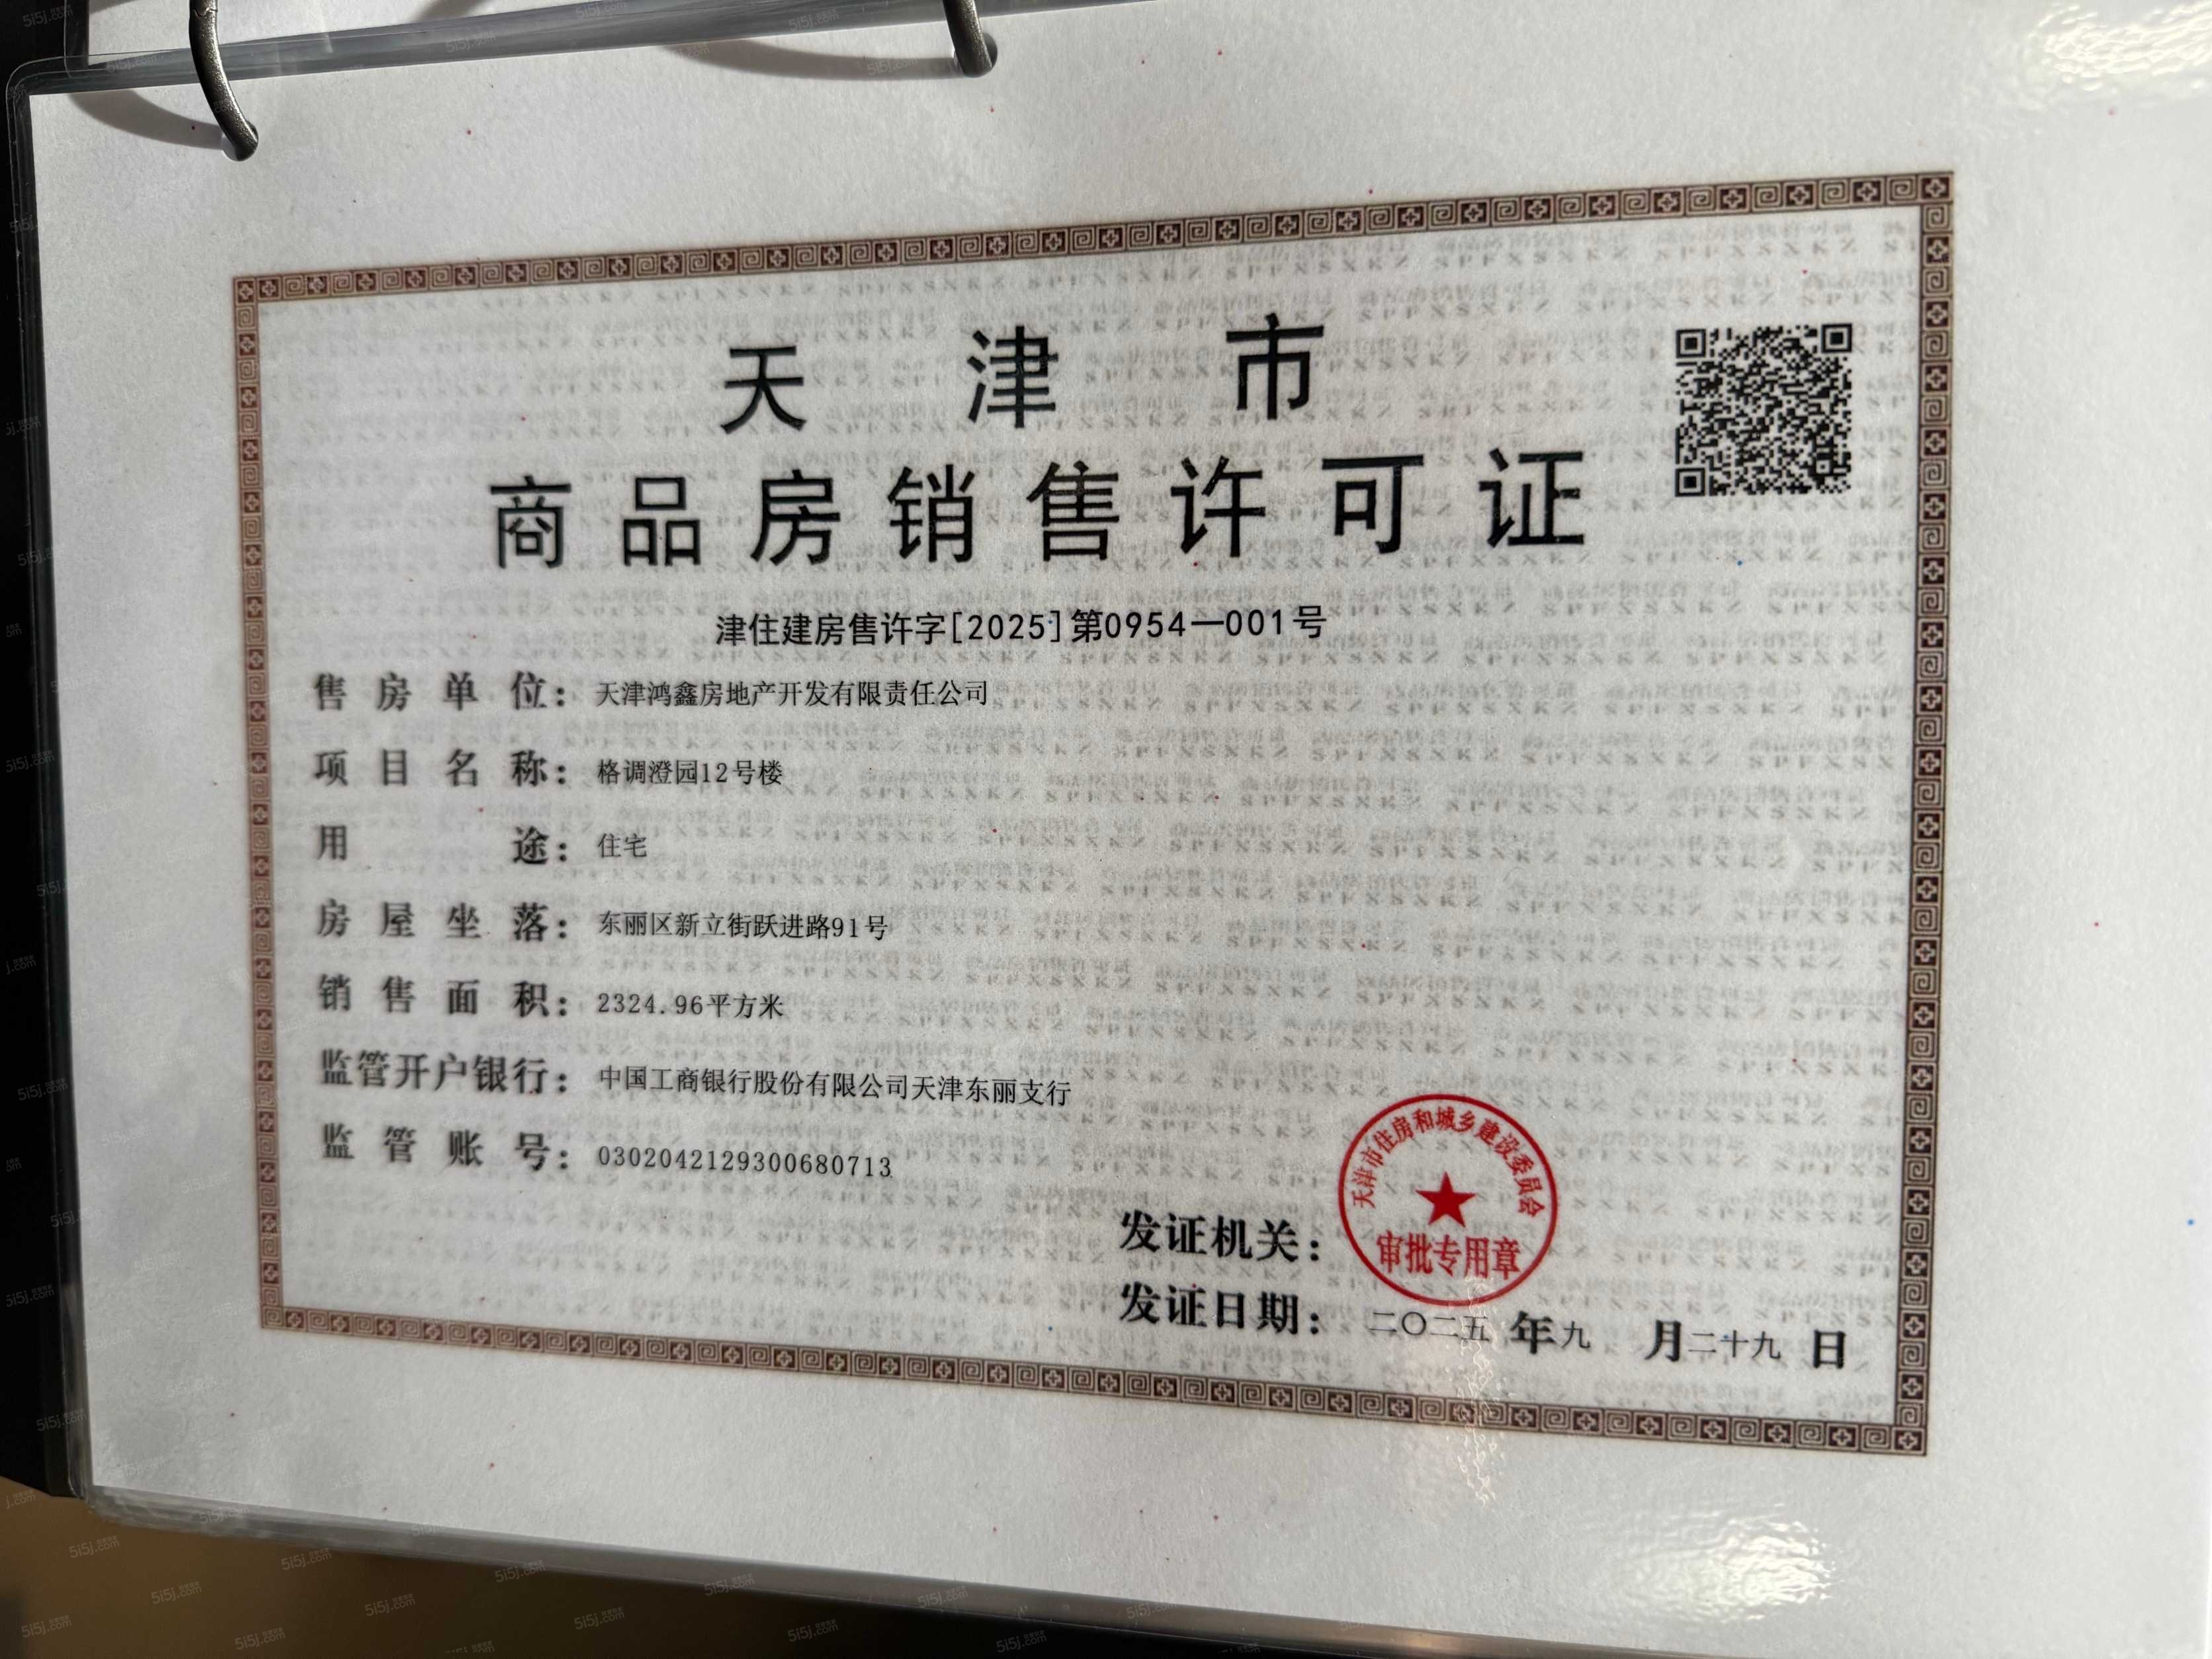 天津市
商品房销售许可证
津住建房售许字[2025]第0954—001号
售房单位：天津鸿鑫房地产开发有限责任公司
项目名称：格调澄园12号楼
用途：住宅
房屋坐落：东丽区新立街跃进路91号
销售面积：2324.96平方米
监管开户银行：中国工商银行股份有限公司天津东丽支行
监管账号：0302042129300680713
天津市住房和城乡建设委员会
审批专用章
发证机关：
发证日期：二〇二五年九月二十九日
5i5j.com